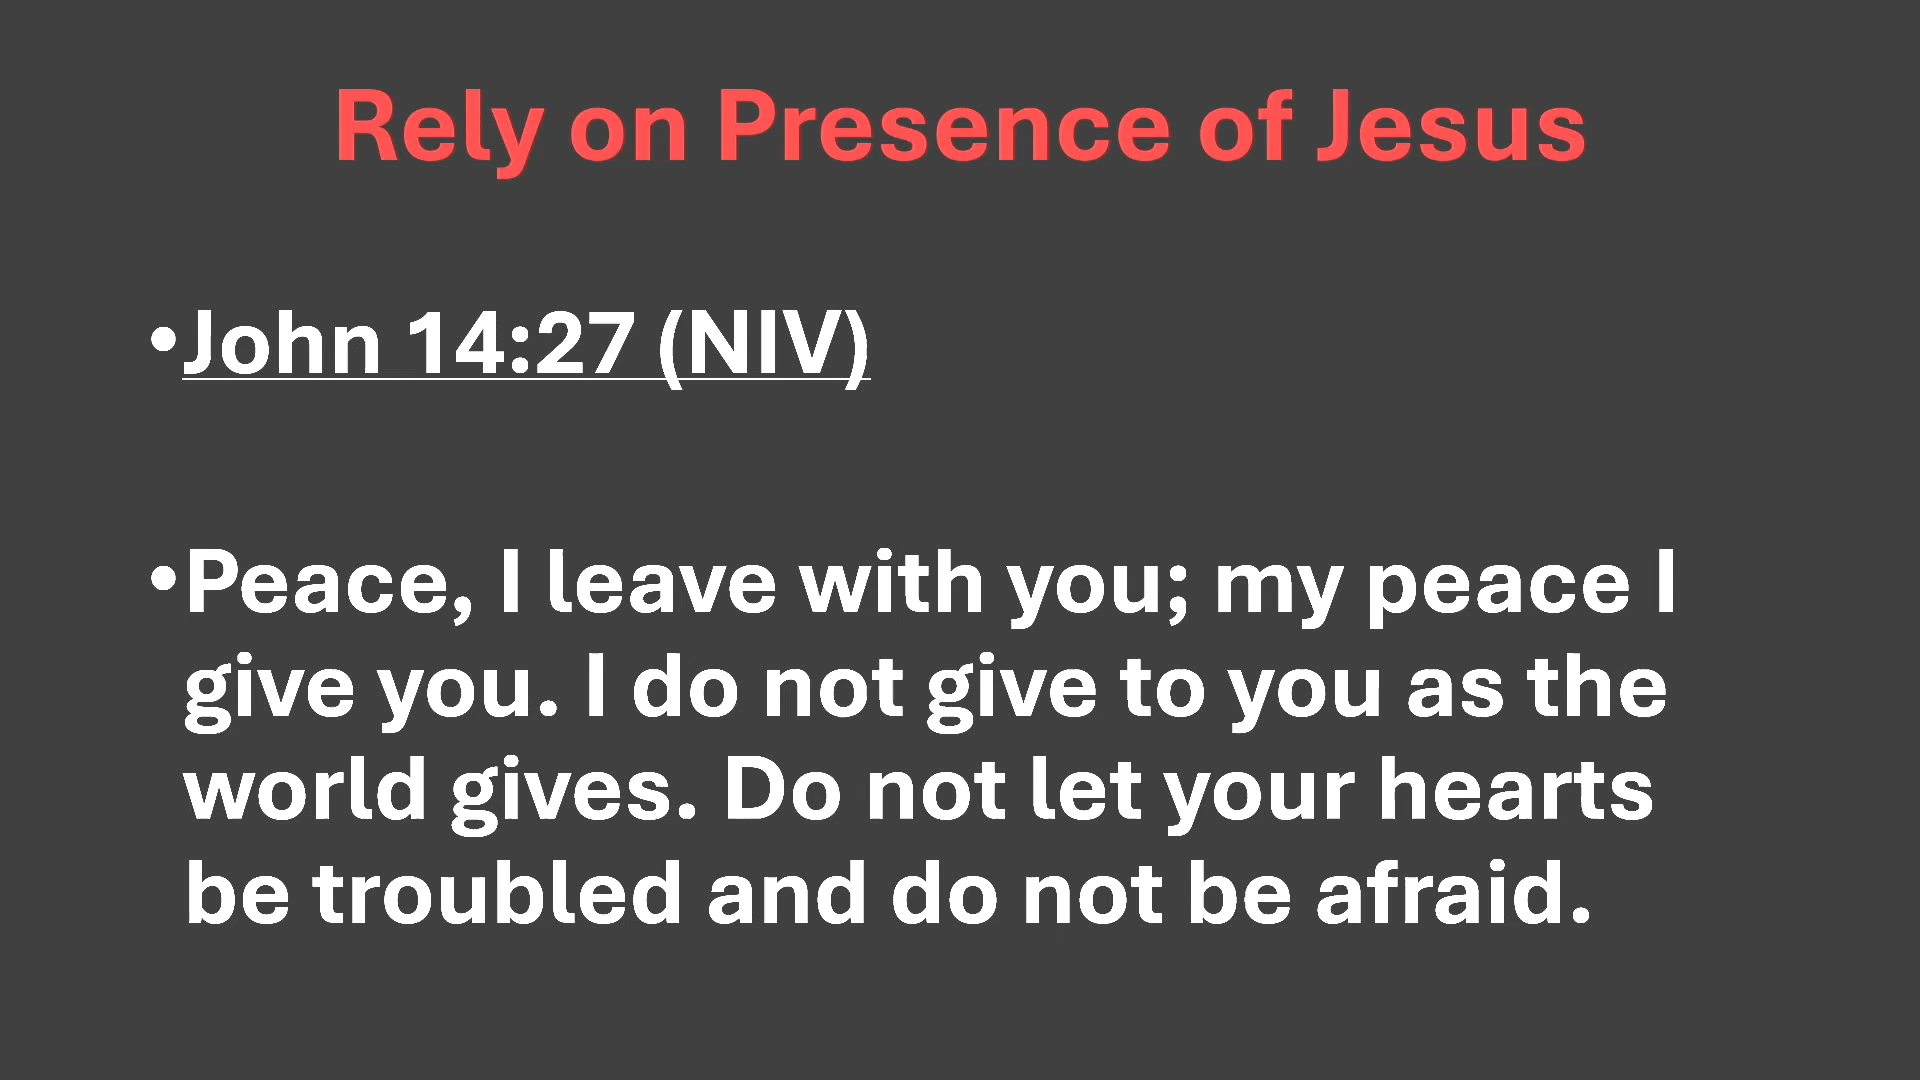 Rely on Presence of Jesus
•John 14:27 (NIV)
•Peace, I leave with you; my peace I
give you. I do not give to you as the
world gives. Do not let your hearts
be troubled and do not be afraid.